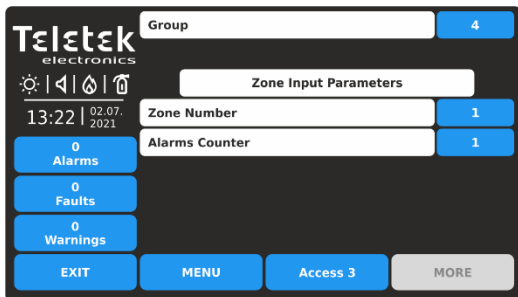 Teletek
electronics
13:22 02.07.
2021
0
Alarms
0
Faults
0
Warnings
EXIT
Group 4
Zone Input Parameters
Zone Number 1
Alarms Counter 1
MENU Access 3 MORE